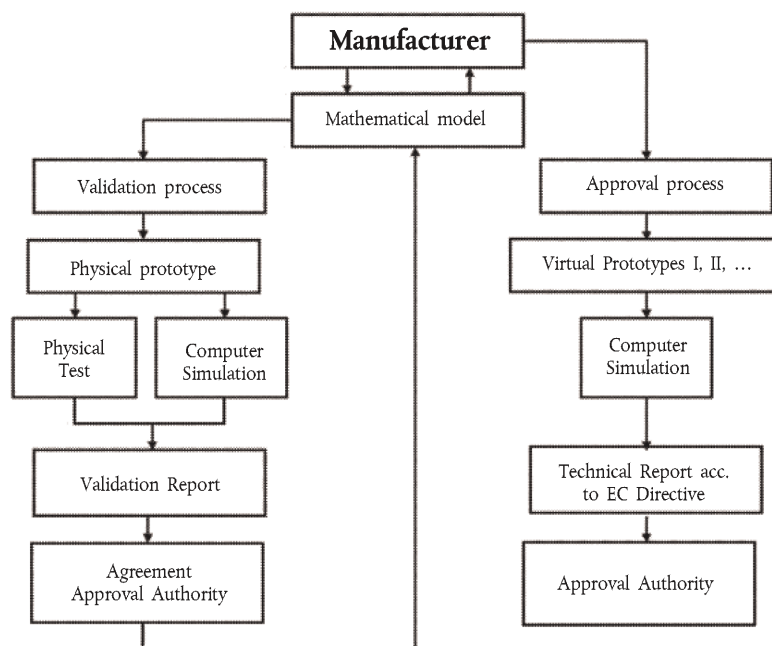 Manufacturer
Mathematical model
Validation process
Physical prototype
Physical
Test
Computer
Simulation
Validation Report
Agreement
Approval Authority
Approval process
Virtual Prototypes I, II, …
Computer
Simulation
Technical Report acc.
to EC Directive
Approval Authority